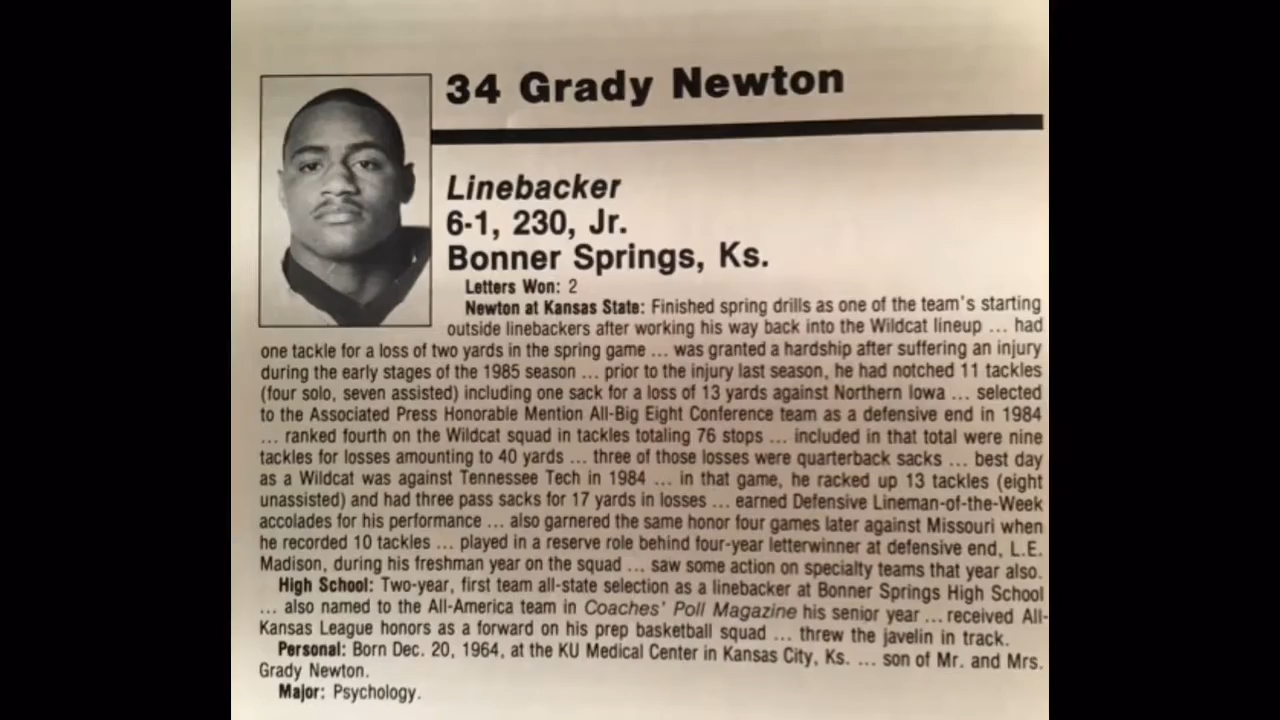 34 Grady Newton
Linebacker
6-1, 230, Jr.
Bonner Springs, Ks.
Letters Won: 2
Newton at Kansas State: Finished spring drills as one of the team's starting
outside linebackers after working his way back into the Wildcat lineup ... had
one tackle for a loss of two yards in the spring game ... was granted a hardship after suffering an injury
during the early stages of the 1985 season ... prior to the injury last season, he had notched 11 tackles
(four solo, seven assisted) including one sack for a loss of 13 yards against Northern Iowa ... selected
to the Associated Press Honorable Mention All-Big Eight Conference team as a defensive end in 1984
... ranked fourth on the Wildcat squad in tackles totaling 76 stops ... included in that total were nine
tackles for losses amounting to 40 yards ... three of those losses were quarterback sacks ... best day
as a Wildcat was against Tennessee Tech in 1984 ... in that game, he racked up 13 tackles (eight
unassisted) and had three pass sacks for 17 yards in losses ... earned Defensive Lineman-of-the-Week
accolades for his performance ... also garnered the same honor four games later against Missouri when
he recorded 10 tackles ... played in a reserve role behind four-year letterwinner at defensive end, L.E.
Madison, during his freshman year on the squad ... saw some action on specialty teams that year also.
High School: Two-year, first team all-state selection as a linebacker at Bonner Springs High School
... also named to the All-America team in Coaches' Poll Magazine his senior year ... received All-
Kansas League honors as a forward on his prep basketball squad ... threw the javelin in track.
Personal: Born Dec. 20, 1964, at the KU Medical Center in Kansas City, Ks. ... son of Mr. and Mrs.
Grady Newton.
Major: Psychology.